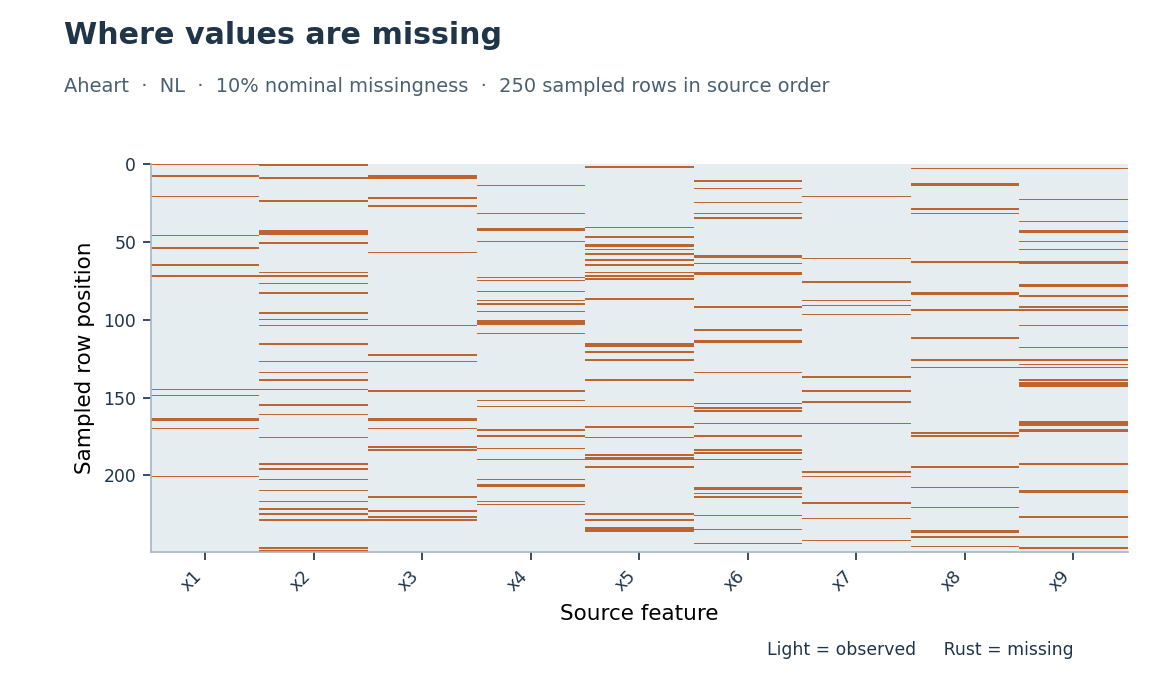 Where values are missing
Aheart · NL · 10% nominal missingness · 250 sampled rows in source order
0
50
100
150
200
Sampled row position
x1 x2 x3 x4 x5 x6 x7 x8 x9
Source feature
Light = observed Rust = missing